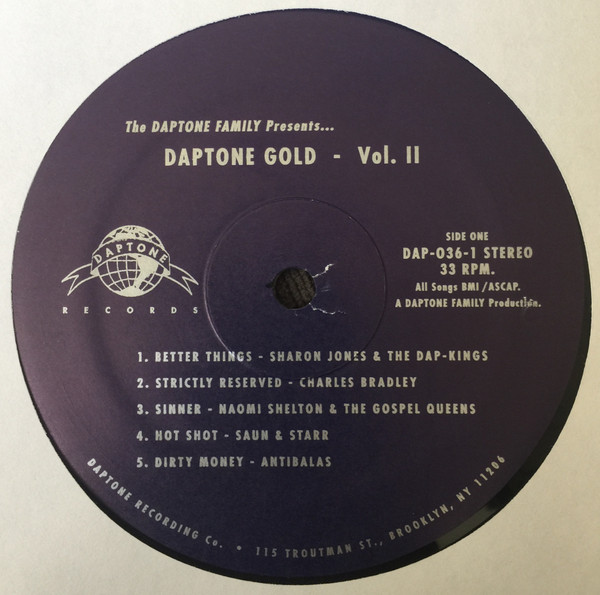 The DAPTONE FAMILY Presents...
DAPTONE GOLD - Vol. II
DAPTONE
RECORDS
SIDE ONE
DAP-036-1 STEREO
33 RPM.
All Songs BMI /ASCAP.
A DAPTONE FAMILY Production.
1. BETTER THINGS - SHARON JONES & THE DAP-KINGS
2. STRICTLY RESERVED - CHARLES BRADLEY
3. SINNER - NAOMI SHELTON & THE GOSPEL QUEENS
4. HOT SHOT - SAUN & STARR
5. DIRTY MONEY - ANTIBALAS
DAPTONE RECORDING Co. • 115 TROUTMAN ST., BROOKLYN, NY 11206